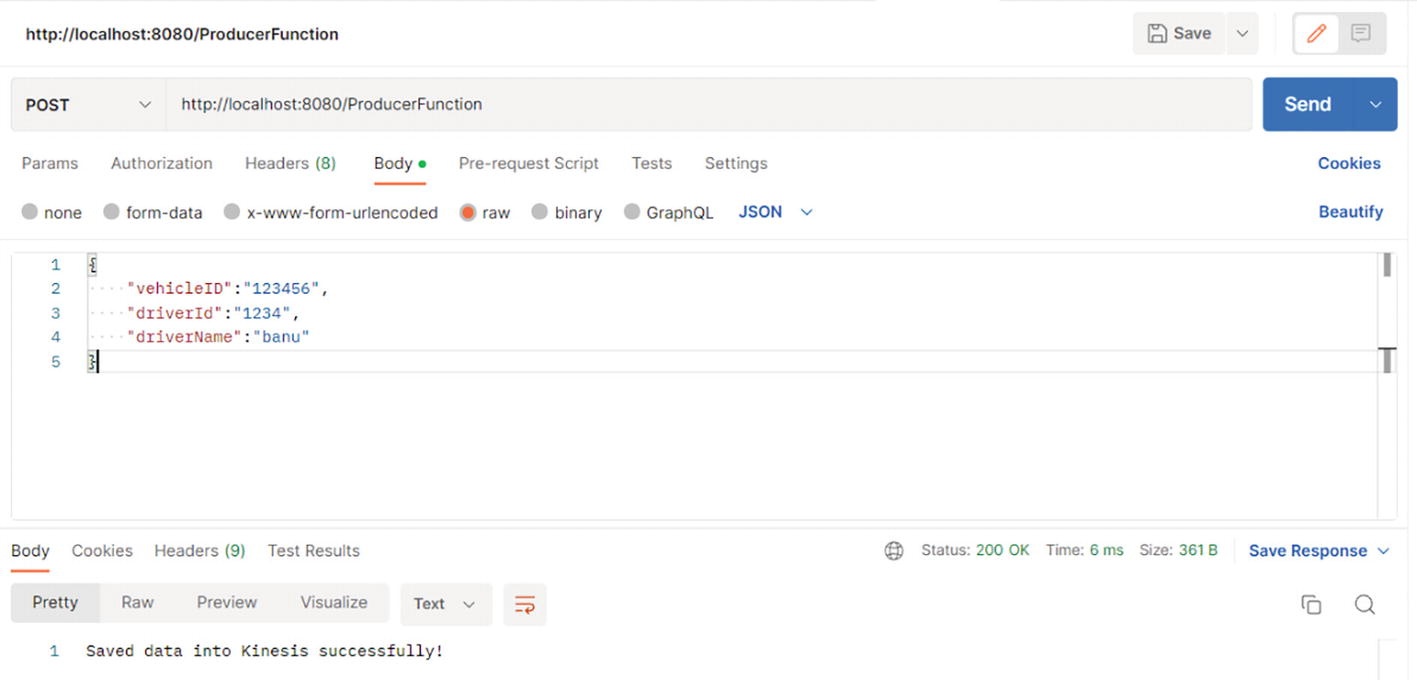 http://localhost:8080/ProducerFunction Save
POST http://localhost:8080/ProducerFunction Send
Params Authorization Headers (8) Body Pre-request Script Tests Settings Cookies
none form-data x-www-form-urlencoded raw binary GraphQL JSON Beautify
1 {
2 "vehicleID":"123456",
3 "driverId":"1234",
4 "driverName":"banu"
5 }
Body Cookies Headers (9) Test Results Status: 200 OK Time: 6 ms Size: 361 B Save Response
Pretty Raw Preview Visualize Text
1 Saved data into Kinesis successfully!